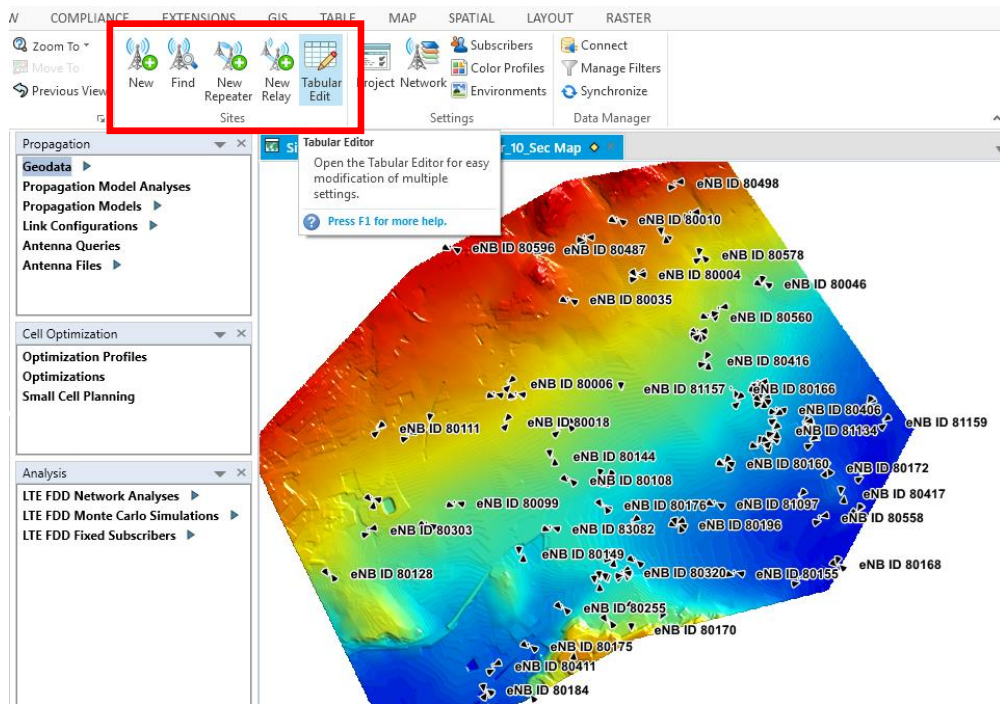 W COMPLIANCE EXTENSIONS GIS TABLE MAP SPATIAL LAYOUT RASTER
Zoom To
Move To
Previous View
New
Find
New Repeater
New Relay
Tabular Edit
Sites
Project
Network
Subscribers
Color Profiles
Environments
Settings
Connect
Manage Filters
Synchronize
Data Manager
Propagation
Geodata
Propagation Model Analyses
Propagation Models
Link Configurations
Antenna Queries
Antenna Files
Cell Optimization
Optimization Profiles
Optimizations
Small Cell Planning
Analysis
LTE FDD Network Analyses
LTE FDD Monte Carlo Simulations
LTE FDD Fixed Subscribers
Si
r_10_Sec Map
Tabular Editor
Open the Tabular Editor for easy
modification of multiple
settings.
Press F1 for more help.
eNB ID 80498
eNB ID 80010
eNB ID 80596
eNB ID 80487
eNB ID 80578
eNB ID 80004
eNB ID 80046
eNB ID 80035
eNB ID 80560
eNB ID 80416
eNB ID 80006
eNB ID 81157
eNB ID 80166
eNB ID 80406
eNB ID 81159
eNB ID 80111
eNB ID 80018
eNB ID 81134
eNB ID 80144
eNB ID 80160
eNB ID 80172
eNB ID 80108
eNB ID 80417
eNB ID 80099
eNB ID 80176
eNB ID 81097
eNB ID 80558
eNB ID 80303
eNB ID 83082
eNB ID 80196
eNB ID 80149
eNB ID 80168
eNB ID 80128
eNB ID 80320
eNB ID 80155
eNB ID 80255
eNB ID 80170
eNB ID 80175
eNB ID 80411
eNB ID 80184